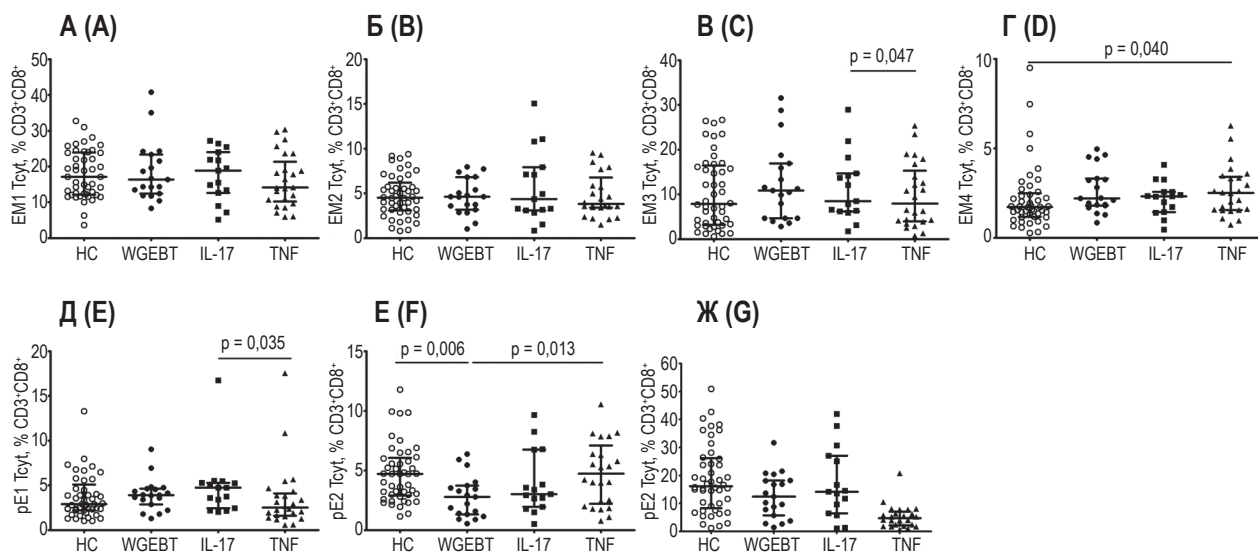 А (A)
EM1 Tcyt, % CD3⁺CD8⁺
50
40
30
20
10
0
HC WGEBT IL-17 TNF
Б (B)
EM2 Tcyt, % CD3⁺CD8⁺
20
15
10
5
0
HC WGEBT IL-17 TNF
В (C)
EM3 Tcyt, % CD3⁺CD8⁺
40
30
20
10
0
p = 0,047
HC WGEBT IL-17 TNF
Г (D)
EM4 Tcyt, % CD3⁺CD8⁺
10
5
0
p = 0,040
HC WGEBT IL-17 TNF
Д (E)
pE1 Tcyt, % CD3⁺CD8⁺
20
15
10
5
0
p = 0,035
HC WGEBT IL-17 TNF
Е (F)
pE2 Tcyt, % CD3⁺CD8⁺
15
10
5
0
p = 0,006 p = 0,013
HC WGEBT IL-17 TNF
Ж (G)
pE2 Tcyt, % CD3⁺CD8⁺
60
50
40
30
20
10
0
HC WGEBT IL-17 TNF